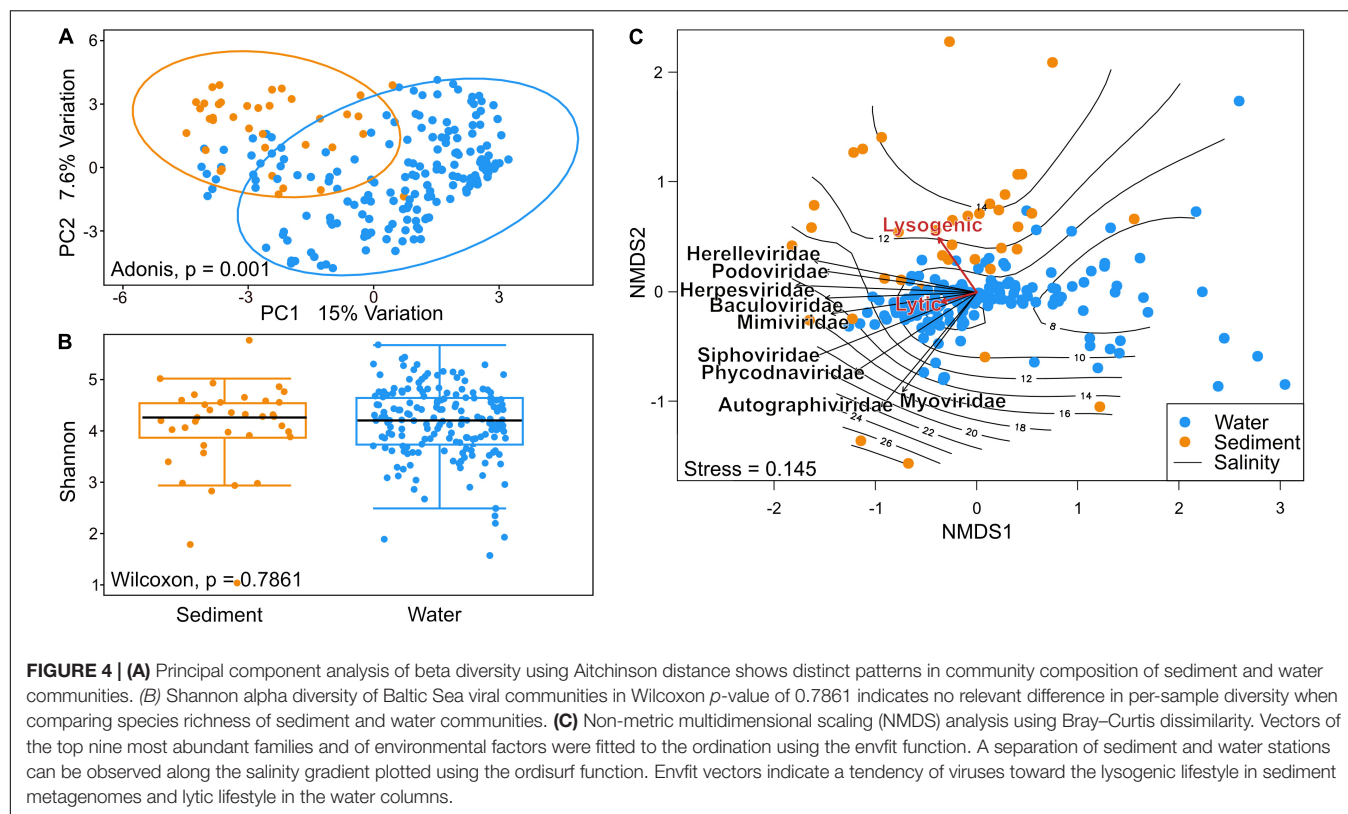 A
6
3
0
-3
PC2 7.6% Variation
Adonis, p = 0.001
-6
-3
0
3
PC1 15% Variation
B
5
4
3
2
1
Shannon
Wilcoxon, p = 0.7861
Sediment
Water
C
2
1
0
-1
NMDS2
14
12
Lysogenic
Herelleviridae
Podoviridae
Herpesviridae
Baculoviridae
Lytic
Mimiviridae
8
Siphoviridae
10
Phycodnaviridae
12
14
Autographiviridae
Myoviridae
16
18
20
22
24
26
Water
Sediment
Salinity
Stress = 0.145
-2
-1
0
1
2
3
NMDS1
FIGURE 4 | (A) Principal component analysis of beta diversity using Aitchinson distance shows distinct patterns in community composition of sediment and water
communities. (B) Shannon alpha diversity of Baltic Sea viral communities in Wilcoxon p-value of 0.7861 indicates no relevant difference in per-sample diversity when
comparing species richness of sediment and water communities. (C) Non-metric multidimensional scaling (NMDS) analysis using Bray–Curtis dissimilarity. Vectors of
the top nine most abundant families and of environmental factors were fitted to the ordination using the envfit function. A separation of sediment and water stations
can be observed along the salinity gradient plotted using the ordisurf function. Envfit vectors indicate a tendency of viruses toward the lysogenic lifestyle in sediment
metagenomes and lytic lifestyle in the water columns.